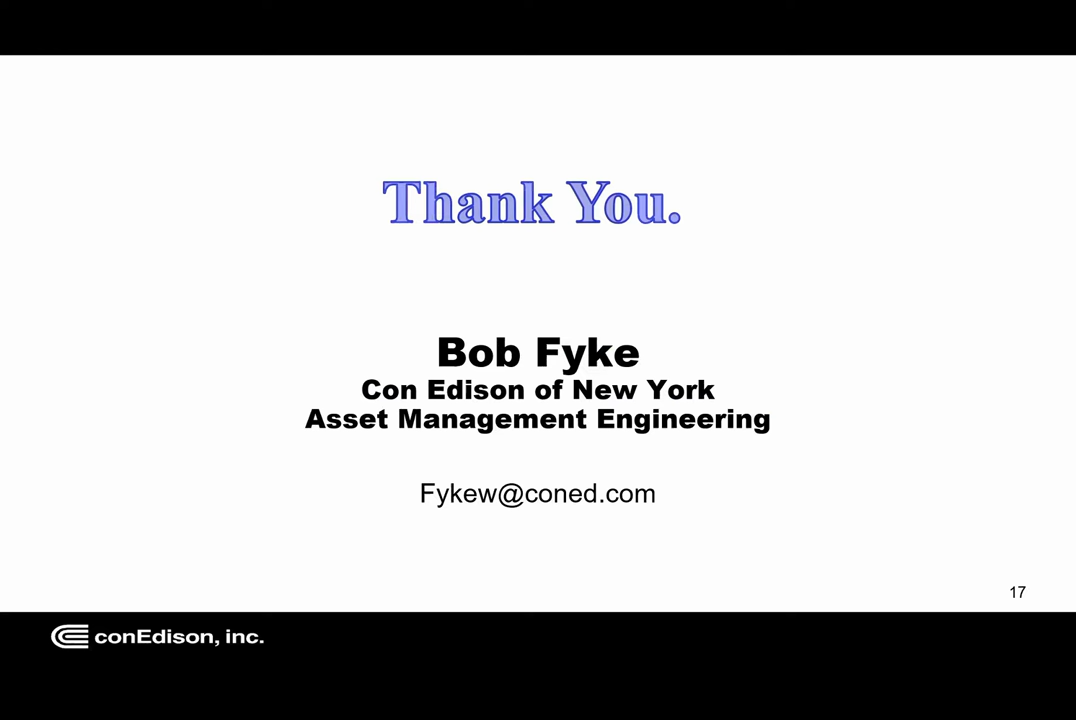 Thank You.
Bob Fyke
Con Edison of New York
Asset Management Engineering
Fykew@coned.com
17
conEdison, inc.